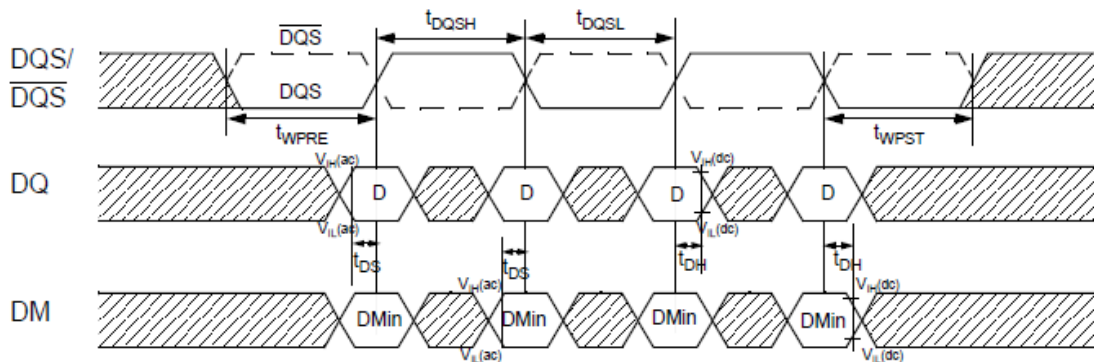 tDQSH tDQSL
DQS
DQS/ DQS
DQS
tWPRE tWPST
VIH(ac) VIH(dc)
DQ D D D D
VIL(ac) VIL(dc)
tDS tDS tDH tDH
VIH(ac) VIH(dc)
DM DMin DMin DMin DMin
VIL(ac) VIL(dc)